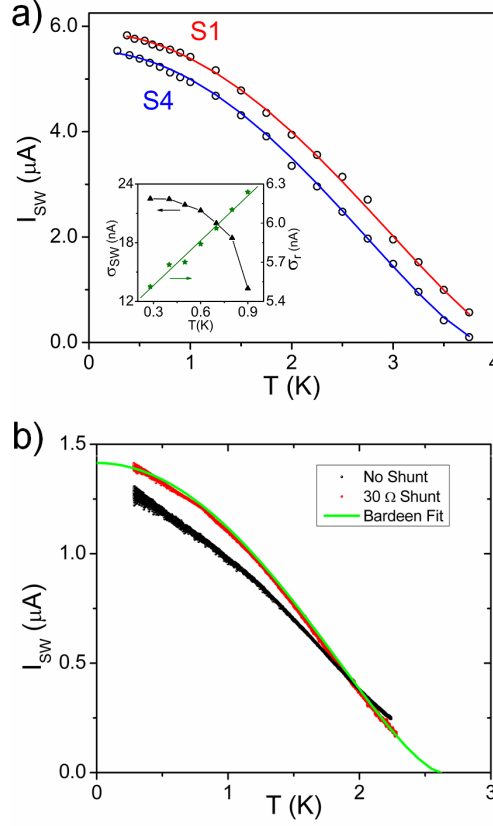 a)
S1
S4
I_SW (μA)
6.0
4.0
2.0
0.0
0
1
2
3
4
T (K)
σ_SW (nA)
24
18
12
σ_r (nA)
6.3
6.0
5.7
5.4
0.3
0.6
0.9
T(K)
b)
I_SW (μA)
1.5
1.0
0.5
0.0
No Shunt
30 Ω Shunt
Bardeen Fit
0
1
2
3
T (K)